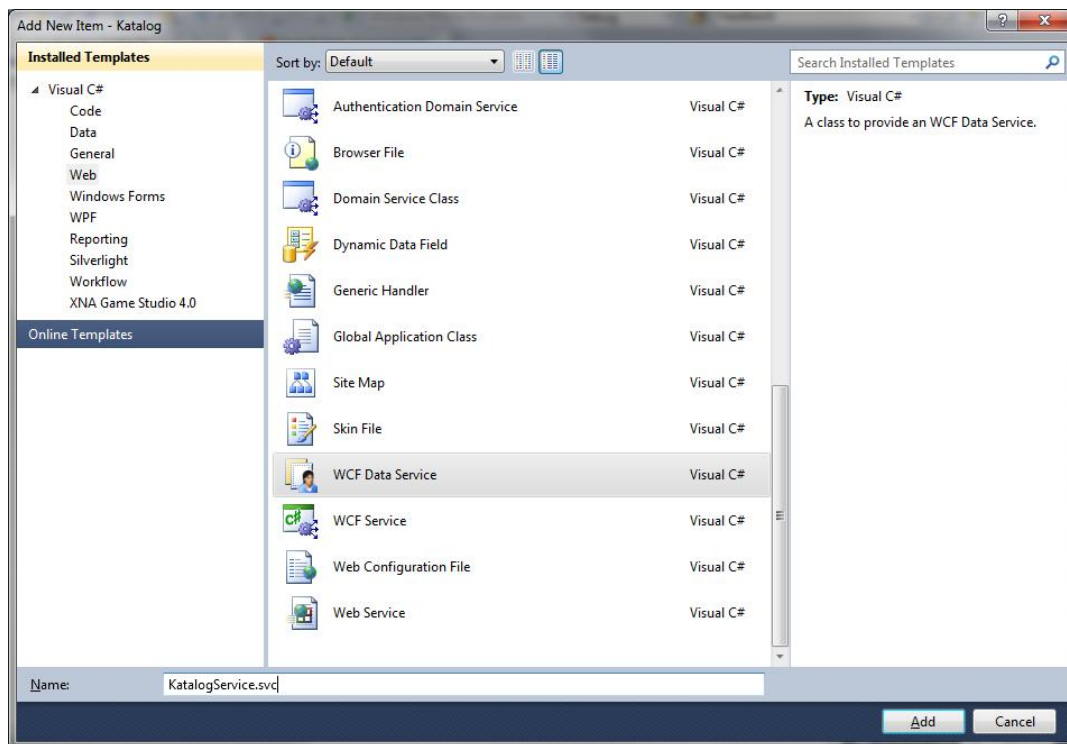 Add New Item - Katalog
Installed Templates
Visual C#
Code
Data
General
Web
Windows Forms
WPF
Reporting
Silverlight
Workflow
XNA Game Studio 4.0
Online Templates
Sort by: Default
Authentication Domain Service Visual C#
Browser File Visual C#
Domain Service Class Visual C#
Dynamic Data Field Visual C#
Generic Handler Visual C#
Global Application Class Visual C#
Site Map Visual C#
Skin File Visual C#
WCF Data Service Visual C#
WCF Service Visual C#
Web Configuration File Visual C#
Web Service Visual C#
Search Installed Templates
Type: Visual C#
A class to provide an WCF Data Service.
Name: KatalogService.svc
Add Cancel